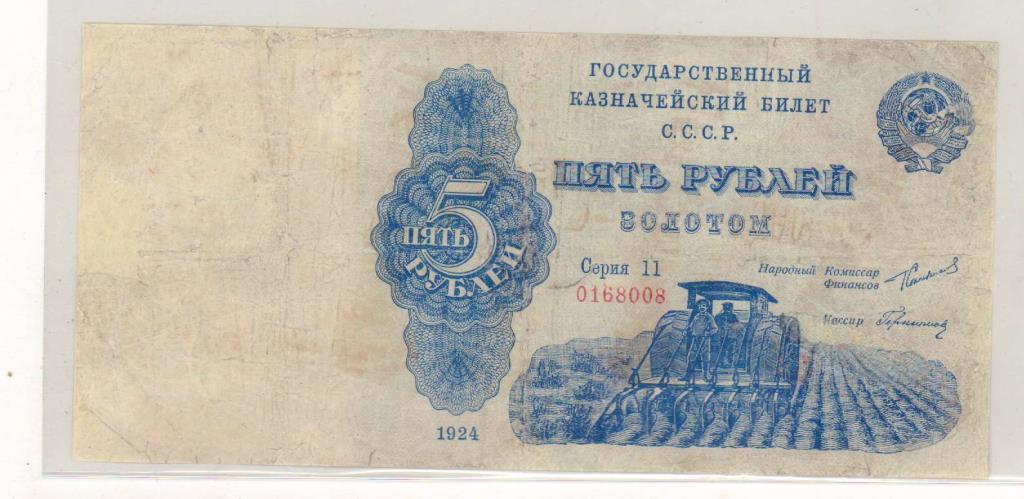 ГОСУДАРСТВЕННЫЙ
КАЗНАЧЕЙСКИЙ БИЛЕТ
С.С.С.Р.
ПЯТЬ РУБЛЕЙ
ЗОЛОТОМ
5
ПЯТЬ
РУБЛЕЙ
Серия 11
0168008
Народный Комиссар
Финансов
Кассир
1924